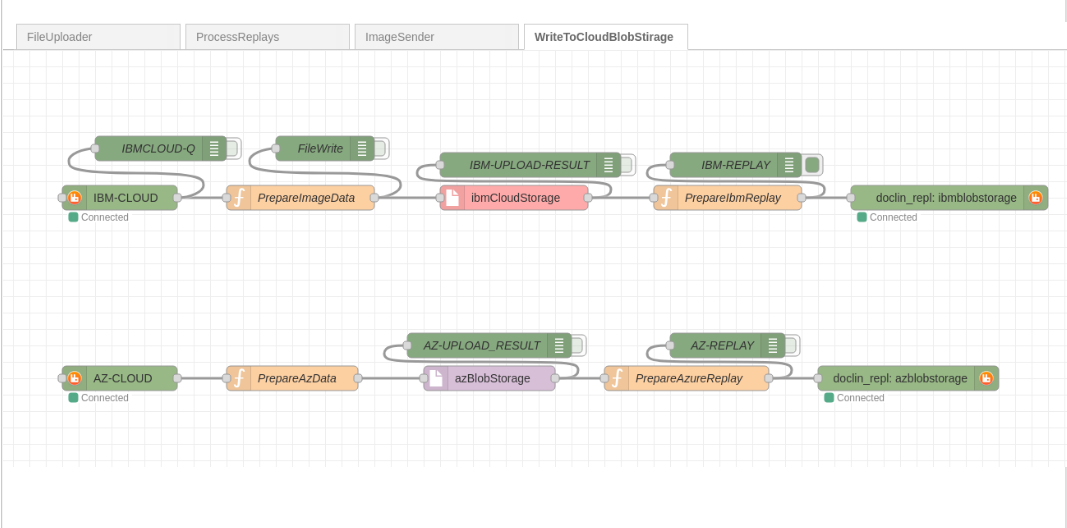 FileUploader
ProcessReplays
ImageSender
WriteToCloudBlobStirage
IBMCLOUD-Q
FileWrite
IBM-UPLOAD-RESULT
IBM-REPLAY
IBM-CLOUD
PrepareImageData
ibmCloudStorage
PrepareIbmReplay
doclin_repl: ibmblobstorage
Connected
Connected
AZ-UPLOAD_RESULT
AZ-REPLAY
AZ-CLOUD
PrepareAzData
azBlobStorage
PrepareAzureReplay
doclin_repl: azblobstorage
Connected
Connected